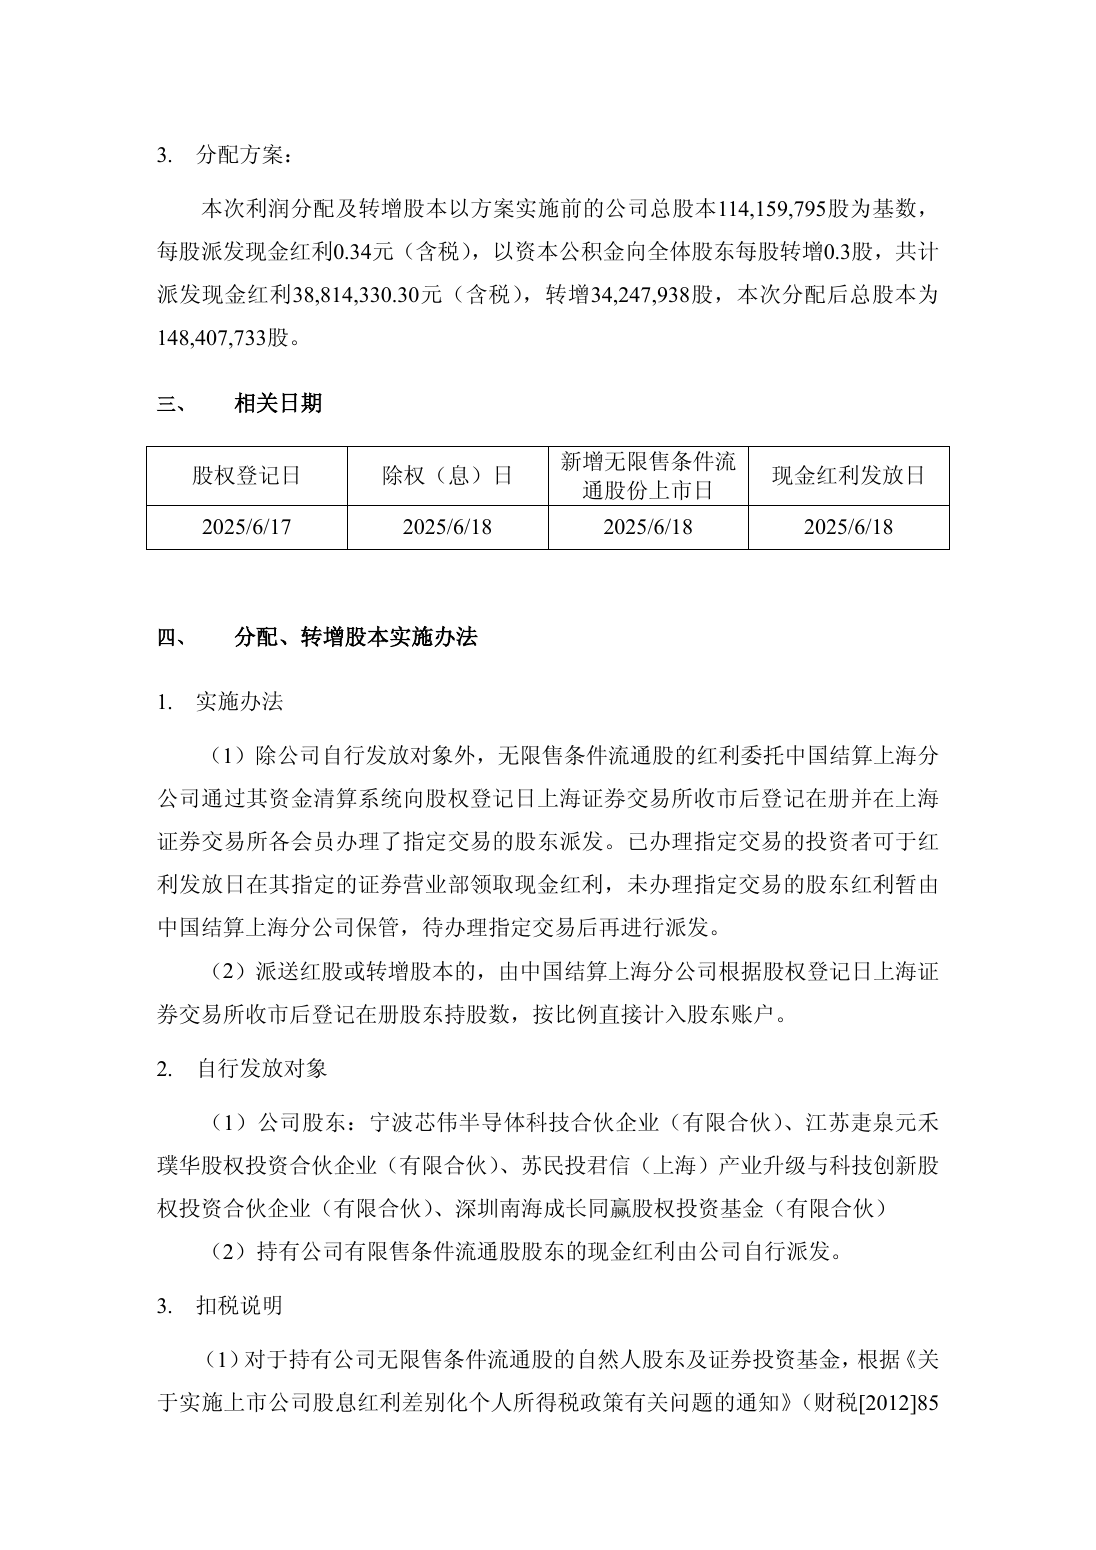 3. 分配方案：
本次利润分配及转增股本以方案实施前的公司总股本114,159,795股为基数，
每股派发现金红利0.34元（含税），以资本公积金向全体股东每股转增0.3股，共计
派发现金红利38,814,330.30元（含税），转增34,247,938股，本次分配后总股本为
148,407,733股。
三、 相关日期
股权登记日 除权（息）日 新增无限售条件流 现金红利发放日
通股份上市日
2025/6/17 2025/6/18 2025/6/18 2025/6/18
四、 分配、转增股本实施办法
1. 实施办法
（1）除公司自行发放对象外，无限售条件流通股的红利委托中国结算上海分
公司通过其资金清算系统向股权登记日上海证券交易所收市后登记在册并在上海
证券交易所各会员办理了指定交易的股东派发。已办理指定交易的投资者可于红
利发放日在其指定的证券营业部领取现金红利，未办理指定交易的股东红利暂由
中国结算上海分公司保管，待办理指定交易后再进行派发。
（2）派送红股或转增股本的，由中国结算上海分公司根据股权登记日上海证
券交易所收市后登记在册股东持股数，按比例直接计入股东账户。
2. 自行发放对象
（1）公司股东：宁波芯伟半导体科技合伙企业（有限合伙）、江苏疌泉元禾
璞华股权投资合伙企业（有限合伙）、苏民投君信（上海）产业升级与科技创新股
权投资合伙企业（有限合伙）、深圳南海成长同赢股权投资基金（有限合伙）
（2）持有公司有限售条件流通股股东的现金红利由公司自行派发。
3. 扣税说明
（1）对于持有公司无限售条件流通股的自然人股东及证券投资基金，根据《关
于实施上市公司股息红利差别化个人所得税政策有关问题的通知》（财税[2012]85